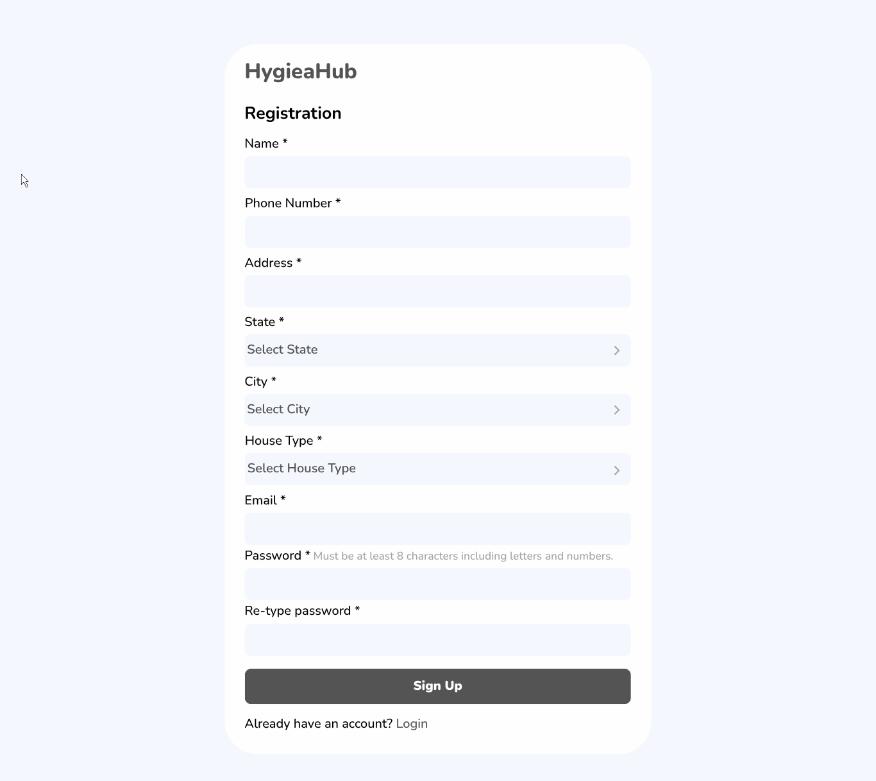 HygieaHub
Registration
Name *
Phone Number *
Address *
State *
Select State
City *
Select City
House Type *
Select House Type
Email *
Password * Must be at least 8 characters including letters and numbers.
Re-type password *
Sign Up
Already have an account? Login